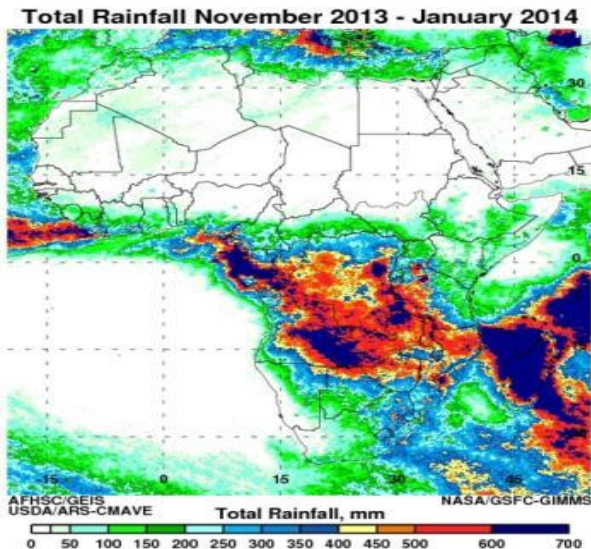 Total Rainfall November 2013 - January 2014
30
15
0
-15 0 15 30 45
AFHSC/GEIS
USDA/ARS-CMAVE
NASA/GSFC-GIMMS
Total Rainfall, mm
0 50 100 150 200 250 300 350 400 450 500 600 700